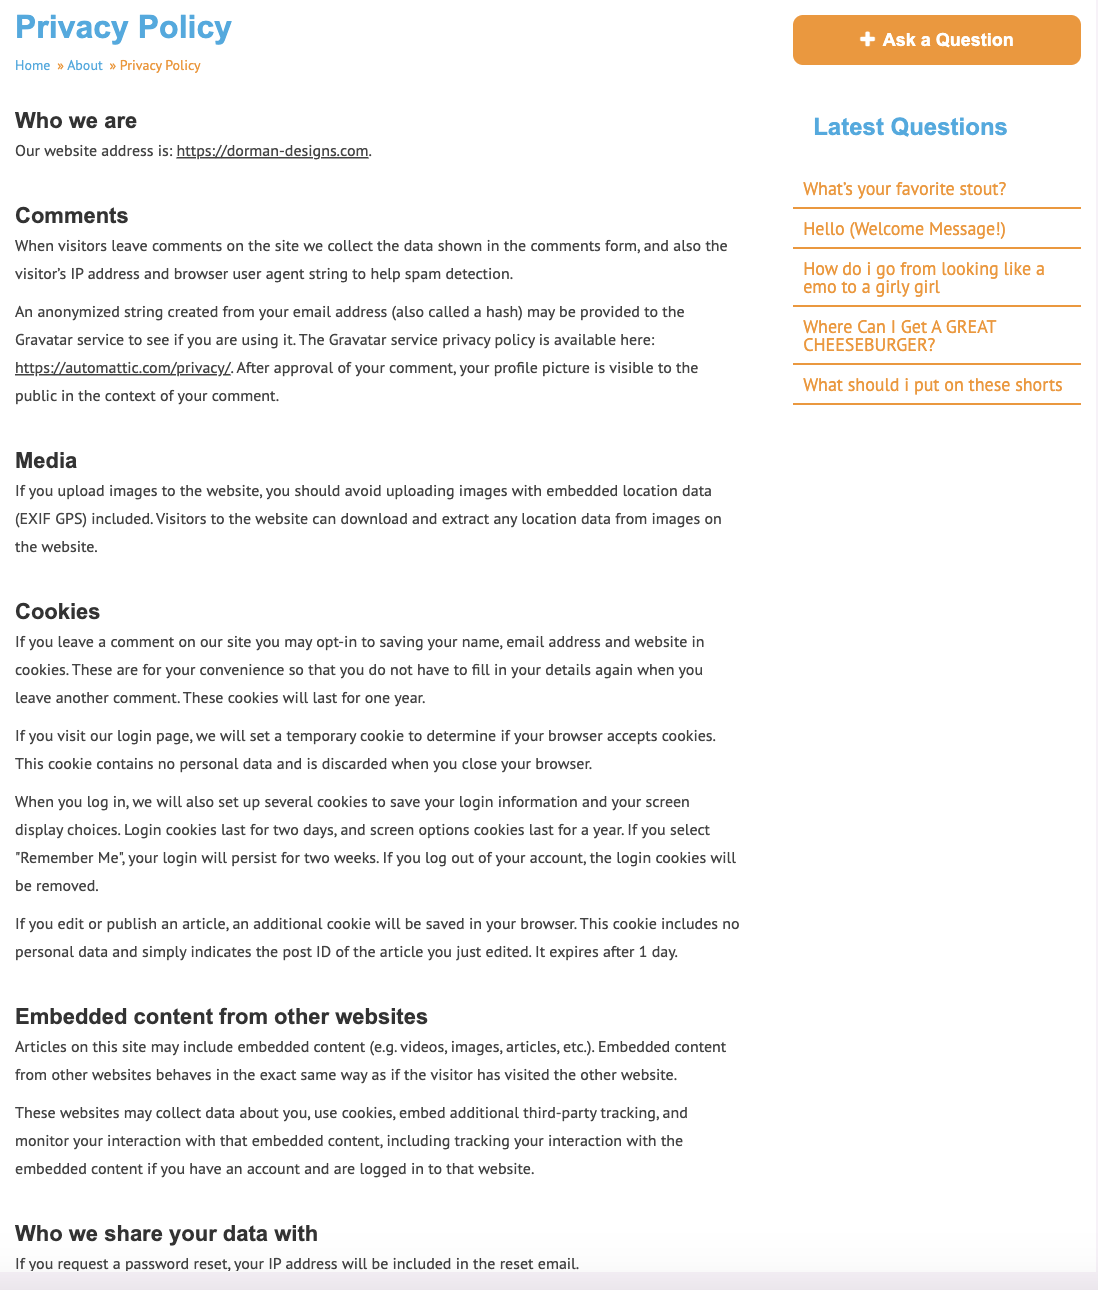 Privacy Policy
Home » About » Privacy Policy
Who we are
Our website address is: https://dorman-designs.com.
Comments
When visitors leave comments on the site we collect the data shown in the comments form, and also the
visitor's IP address and browser user agent string to help spam detection.
An anonymized string created from your email address (also called a hash) may be provided to the
Gravatar service to see if you are using it. The Gravatar service privacy policy is available here:
https://automattic.com/privacy/. After approval of your comment, your profile picture is visible to the
public in the context of your comment.
Media
If you upload images to the website, you should avoid uploading images with embedded location data
(EXIF GPS) included. Visitors to the website can download and extract any location data from images on
the website.
Cookies
If you leave a comment on our site you may opt-in to saving your name, email address and website in
cookies. These are for your convenience so that you do not have to fill in your details again when you
leave another comment. These cookies will last for one year.
If you visit our login page, we will set a temporary cookie to determine if your browser accepts cookies.
This cookie contains no personal data and is discarded when you close your browser.
When you log in, we will also set up several cookies to save your login information and your screen
display choices. Login cookies last for two days, and screen options cookies last for a year. If you select
"Remember Me", your login will persist for two weeks. If you log out of your account, the login cookies will
be removed.
If you edit or publish an article, an additional cookie will be saved in your browser. This cookie includes no
personal data and simply indicates the post ID of the article you just edited. It expires after 1 day.
Embedded content from other websites
Articles on this site may include embedded content (e.g. videos, images, articles, etc.). Embedded content
from other websites behaves in the exact same way as if the visitor has visited the other website.
These websites may collect data about you, use cookies, embed additional third-party tracking, and
monitor your interaction with that embedded content, including tracking your interaction with the
embedded content if you have an account and are logged in to that website.
Who we share your data with
If you request a password reset, your IP address will be included in the reset email.
+ Ask a Question
Latest Questions
What's your favorite stout?
Hello (Welcome Message!)
How do i go from looking like a
emo to a girly girl
Where Can I Get A GREAT
CHEESEBURGER?
What should i put on these shorts